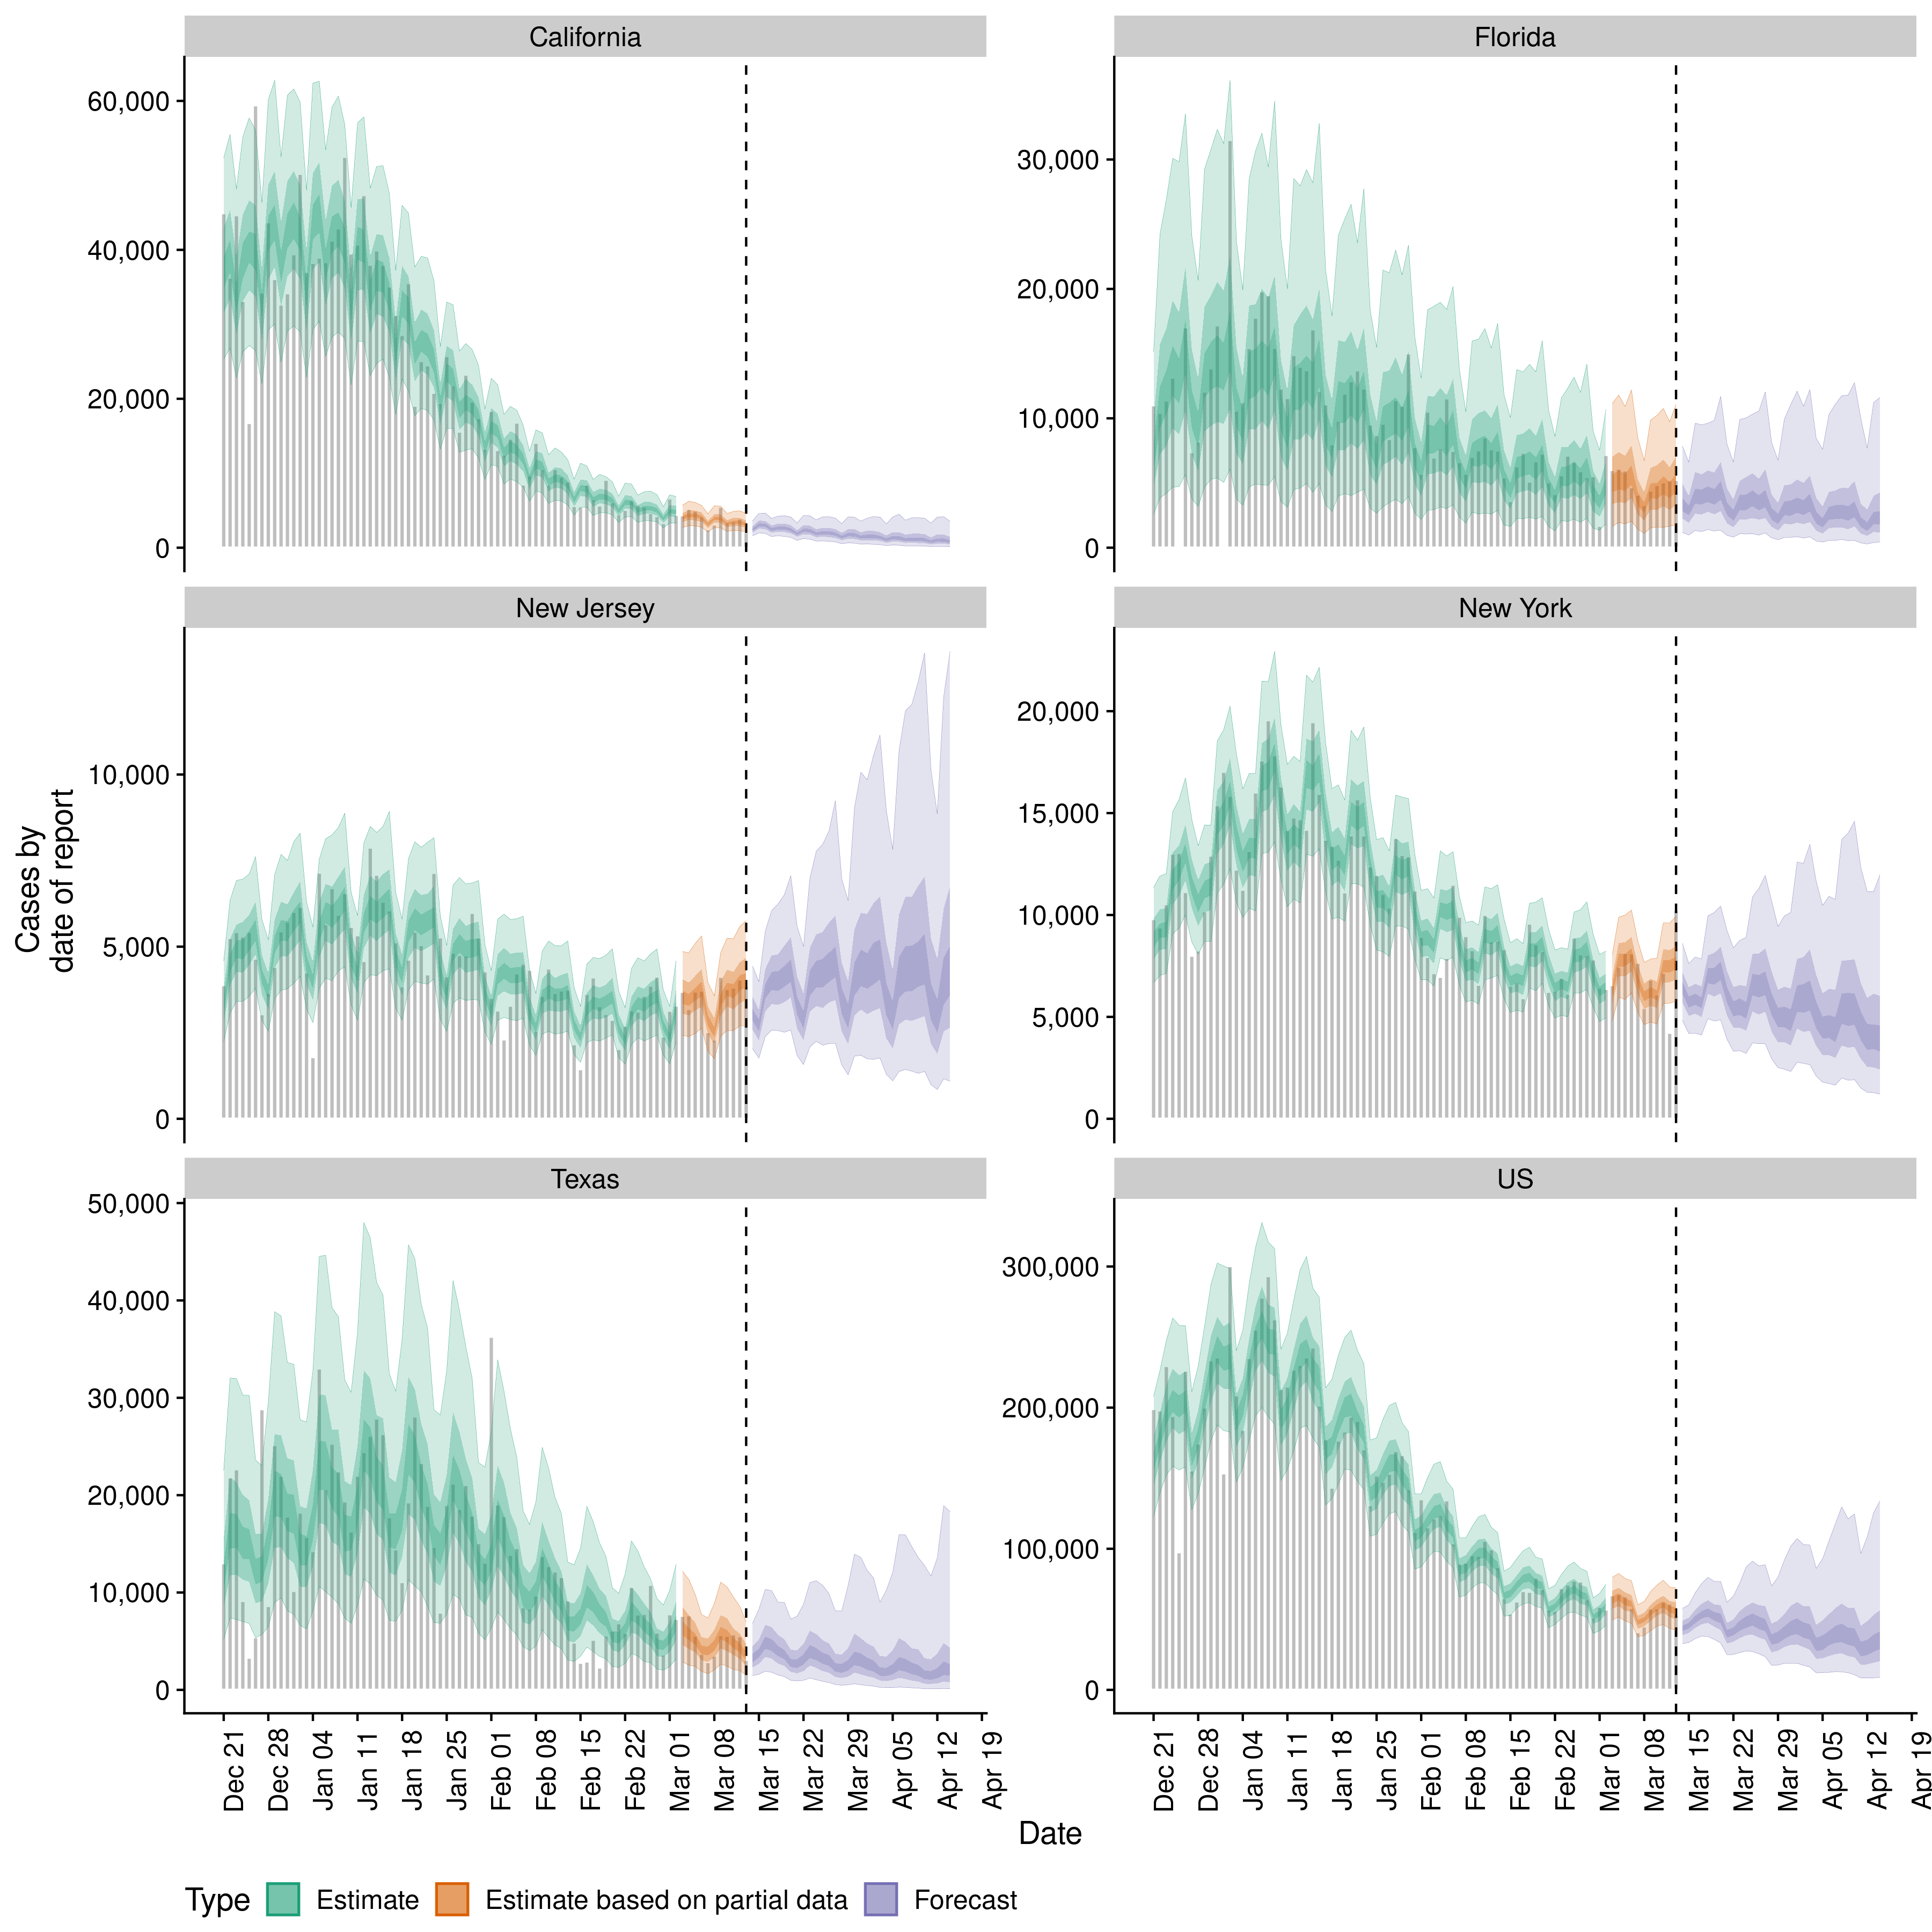 California
Florida
60,000
40,000
20,000
0
30,000
20,000
10,000
0
New Jersey
New York
10,000
5,000
0
20,000
15,000
10,000
5,000
0
Cases by
date of report
Texas
US
50,000
40,000
30,000
20,000
10,000
0
300,000
200,000
100,000
0
Dec 21
Dec 28
Jan 04
Jan 11
Jan 18
Jan 25
Feb 01
Feb 08
Feb 15
Feb 22
Mar 01
Mar 08
Mar 15
Mar 22
Mar 29
Apr 05
Apr 12
Apr 19
Dec 21
Dec 28
Jan 04
Jan 11
Jan 18
Jan 25
Feb 01
Feb 08
Feb 15
Feb 22
Mar 01
Mar 08
Mar 15
Mar 22
Mar 29
Apr 05
Apr 12
Apr 19
Date
Type
Estimate
Estimate based on partial data
Forecast